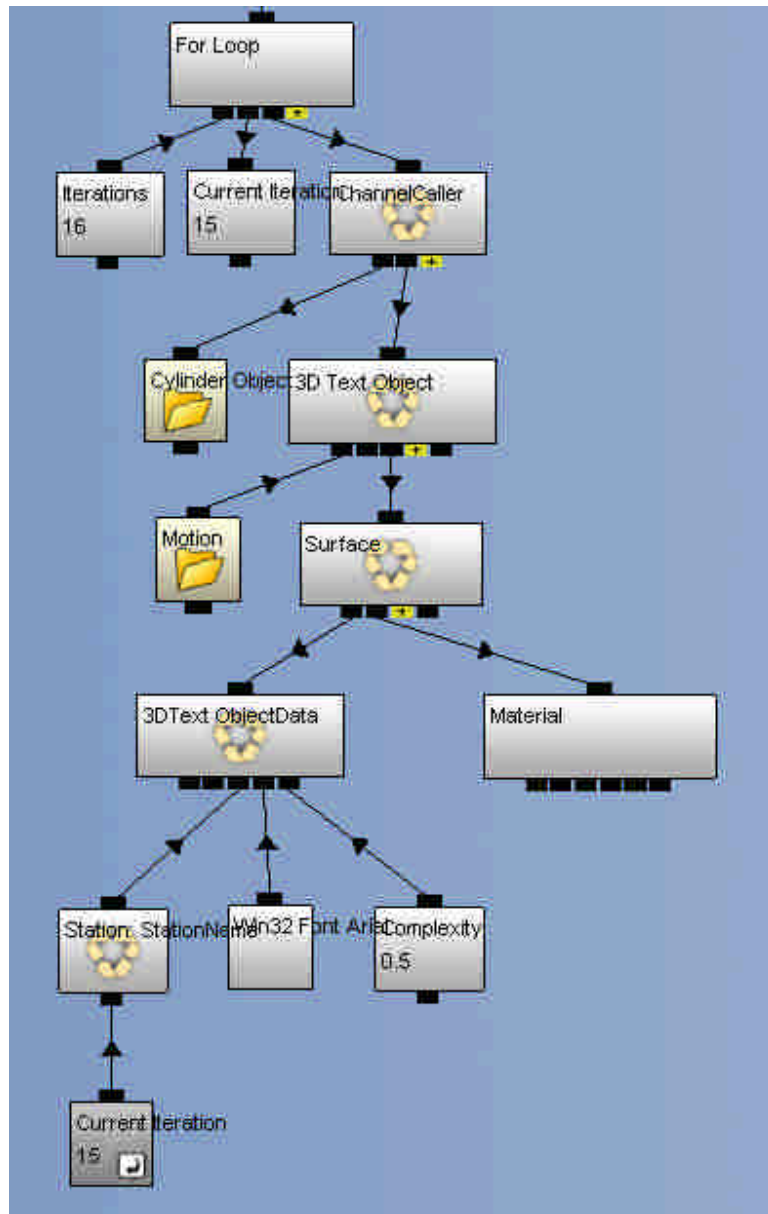 For Loop
Iterations
16
Current Iteration
15
ChannelCaller
Cylinder Object
3D Text Object
Motion
Surface
3DText ObjectData
Material
Station: StationName
Win32 Font Arial
Complexity
0.5
Current Iteration
15